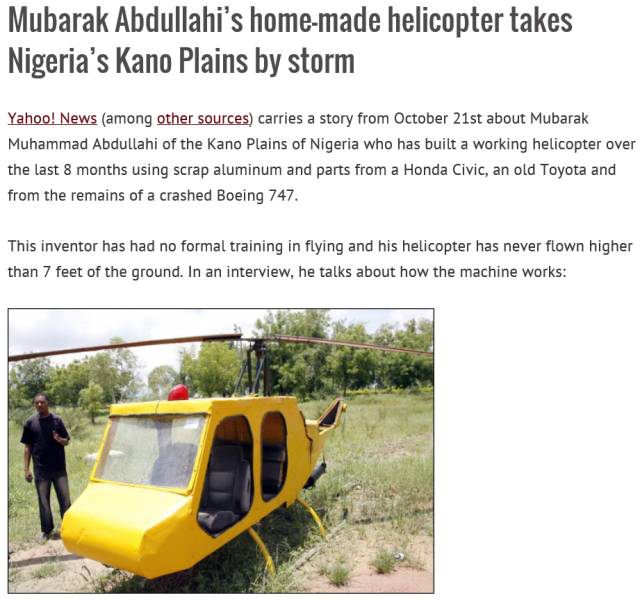 Mubarak Abdullahi’s home-made helicopter takes
Nigeria’s Kano Plains by storm
Yahoo! News (among other sources) carries a story from October 21st about Mubarak
Muhammad Abdullahi of the Kano Plains of Nigeria who has built a working helicopter over
the last 8 months using scrap aluminum and parts from a Honda Civic, an old Toyota and
from the remains of a crashed Boeing 747.
This inventor has had no formal training in flying and his helicopter has never flown higher
than 7 feet of the ground. In an interview, he talks about how the machine works: